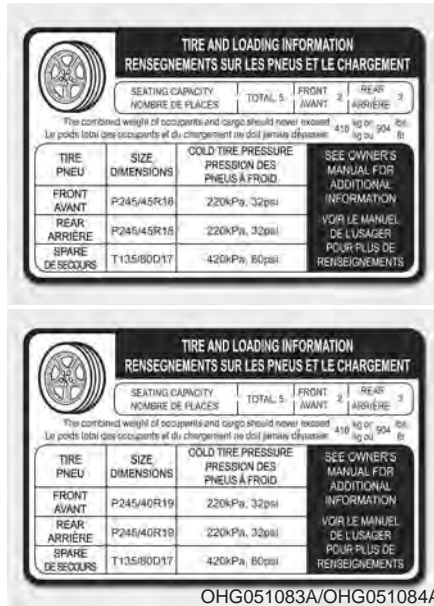 TIRE AND LOADING INFORMATION
RENSEGNEMENTS SUR LES PNEUS ET LE CHARGEMENT
SEATING CAPACITY
NOMBRE DE PLACES
TOTAL 5
FRONT
AVANT
2
REAR
ARRIÈRE
3
The combined weight of occupants and cargo should never exceed 410 kg or 904 lbs.
Le poids total des occupants et du chargement ne doit jamais dépasser 410 kg ou 904 lb
TIRE
PNEU
SIZE
DIMENSIONS
COLD TIRE PRESSURE
PRESSION DES
PNEUS À FROID
SEE OWNER'S
MANUAL FOR
ADDITIONAL
INFORMATION
VOIR LE MANUEL
DE L'USAGER
POUR PLUS DE
RENSEIGNEMENTS
FRONT
AVANT
P245/45R18
220kPa, 32psi
REAR
ARRIÈRE
P245/45R18
220kPa, 32psi
SPARE
DE SECOURS
T135/80D17
420kPa, 60psi
TIRE AND LOADING INFORMATION
RENSEGNEMENTS SUR LES PNEUS ET LE CHARGEMENT
SEATING CAPACITY
NOMBRE DE PLACES
TOTAL 5
FRONT
AVANT
2
REAR
ARRIÈRE
3
The combined weight of occupants and cargo should never exceed 410 kg or 904 lbs.
Le poids total des occupants et du chargement ne doit jamais dépasser 410 kg ou 904 lb
TIRE
PNEU
SIZE
DIMENSIONS
COLD TIRE PRESSURE
PRESSION DES
PNEUS À FROID
SEE OWNER'S
MANUAL FOR
ADDITIONAL
INFORMATION
VOIR LE MANUEL
DE L'USAGER
POUR PLUS DE
RENSEIGNEMENTS
FRONT
AVANT
P245/40R19
220kPa, 32psi
REAR
ARRIÈRE
P245/40R19
220kPa, 32psi
SPARE
DE SECOURS
T135/80D17
420kPa, 60psi
OHG051083A/OHG051084A